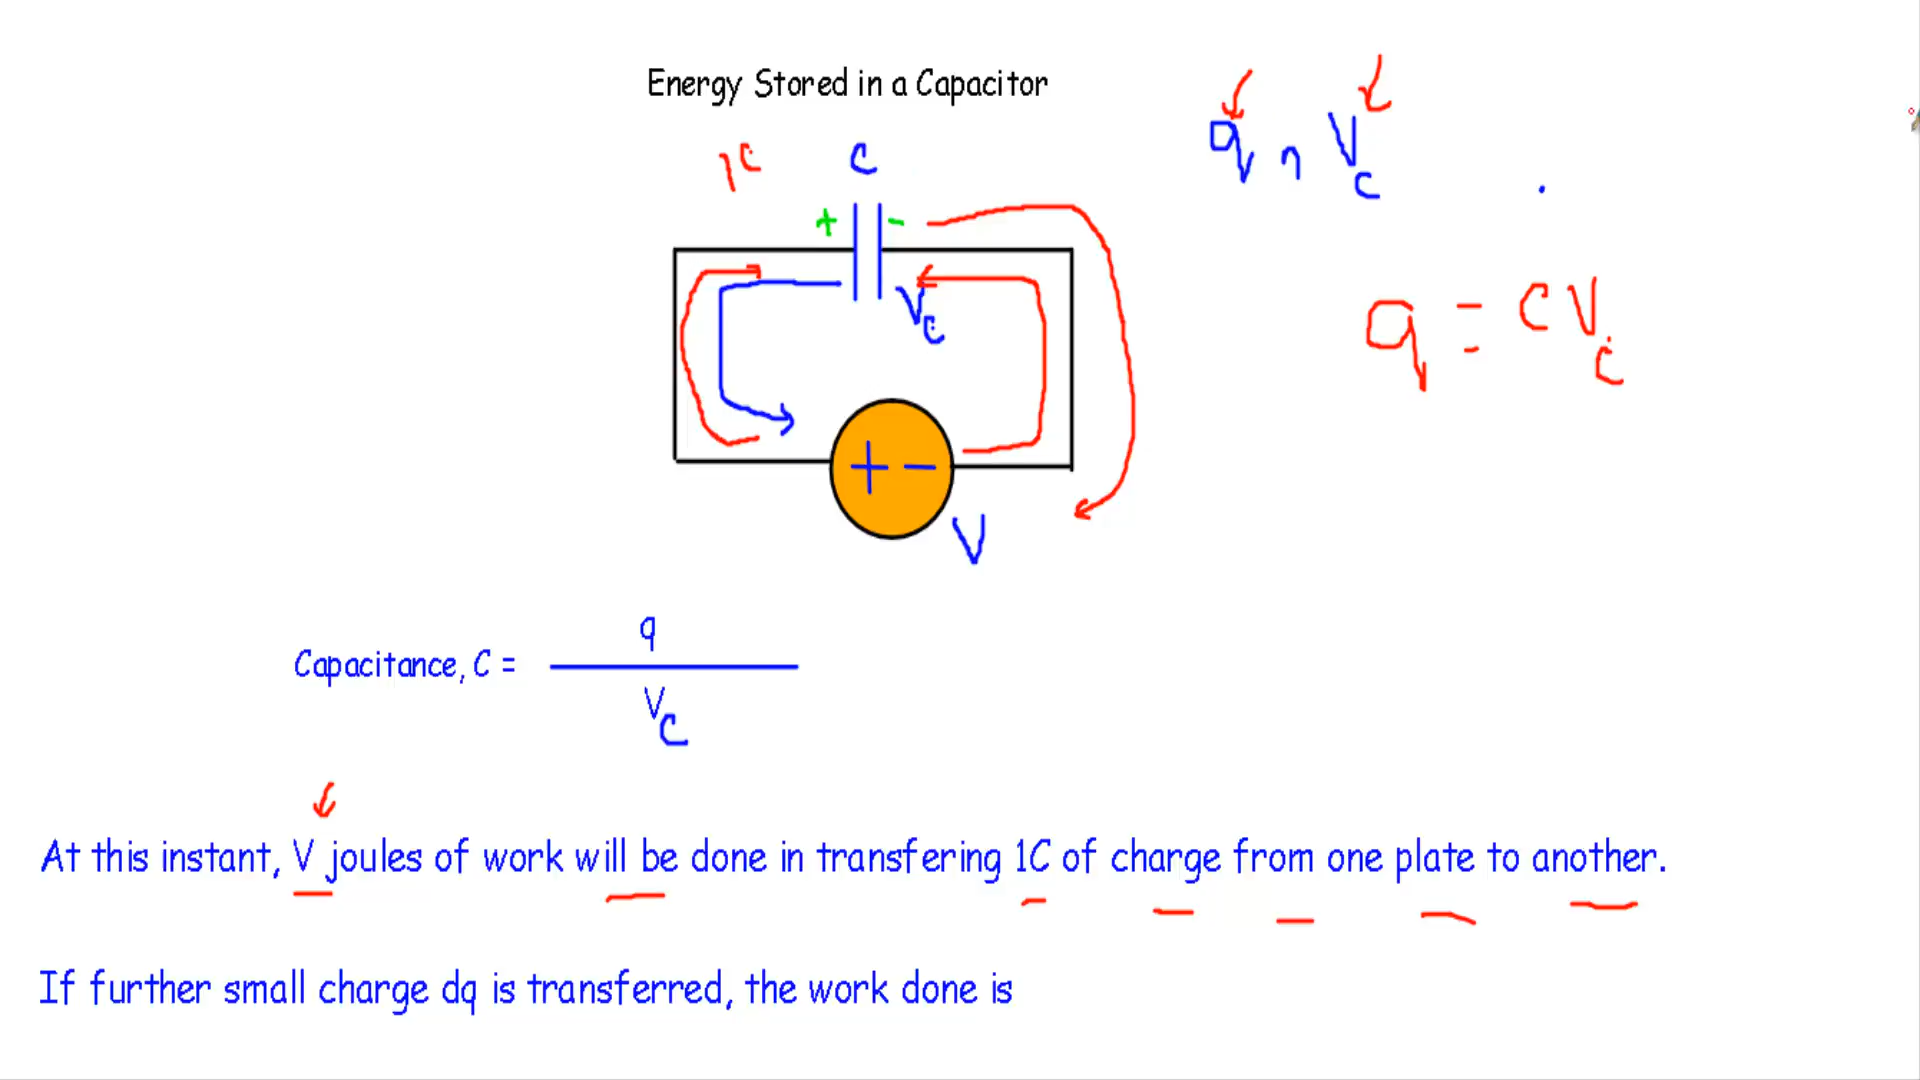 Energy Stored in a Capacitor
1C
C
+ -
Vc
+ -
V
q Vc
q = CVc
Capacitance, C =
q
Vc
At this instant, V joules of work will be done in transfering 1C of charge from one plate to another.
If further small charge dq is transferred, the work done is